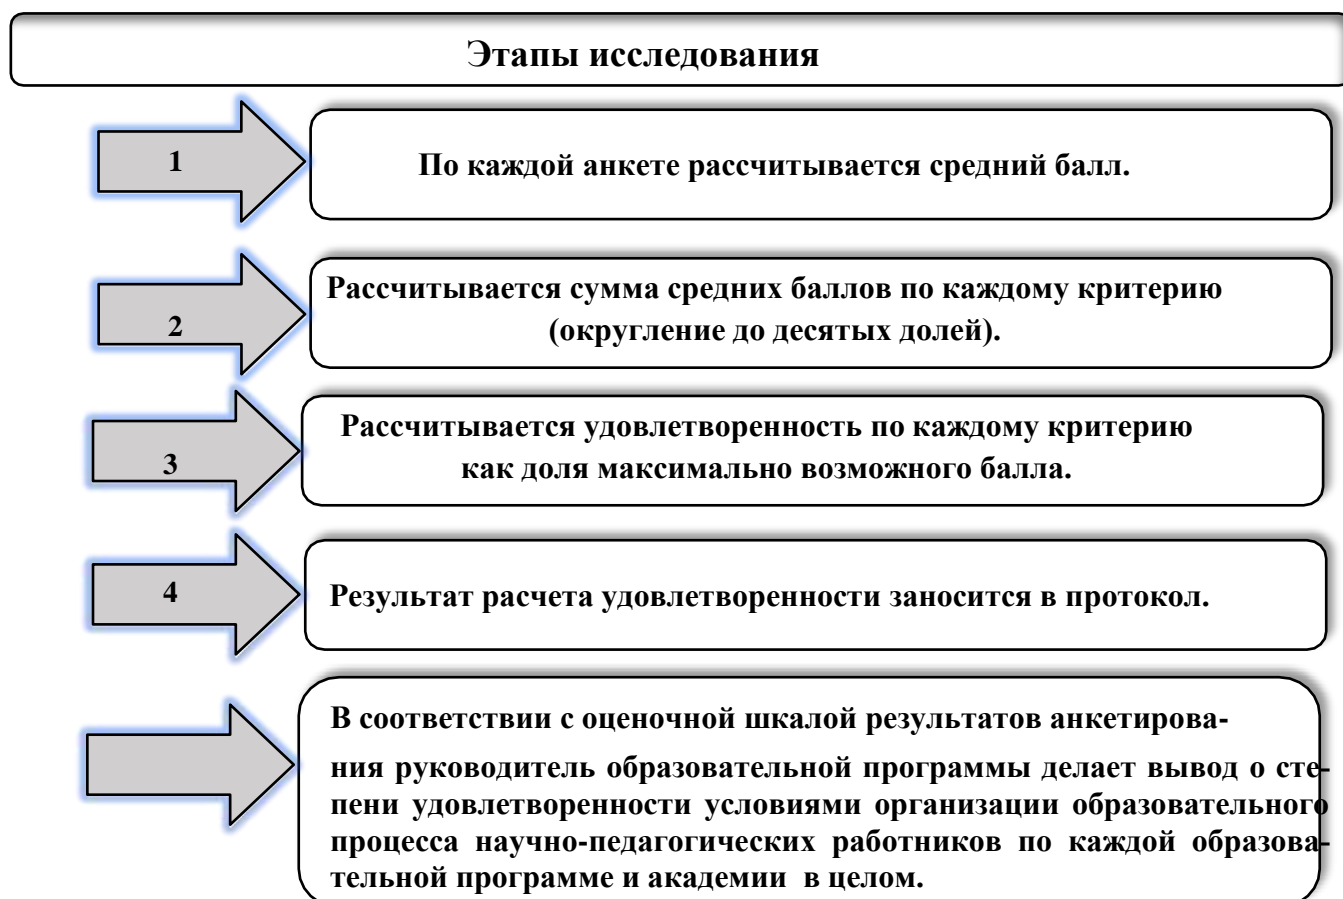 Этапы исследования
1
По каждой анкете рассчитывается средний балл.
2
Рассчитывается сумма средних баллов по каждому критерию
(округление до десятых долей).
3
Рассчитывается удовлетворенность по каждому критерию
как доля максимально возможного балла.
4
Результат расчета удовлетворенности заносится в протокол.
В соответствии с оценочной шкалой результатов анкетирова-
ния руководитель образовательной программы делает вывод о сте-
пени удовлетворенности условиями организации образовательного
процесса научно-педагогических работников по каждой образова-
тельной программе и академии в целом.